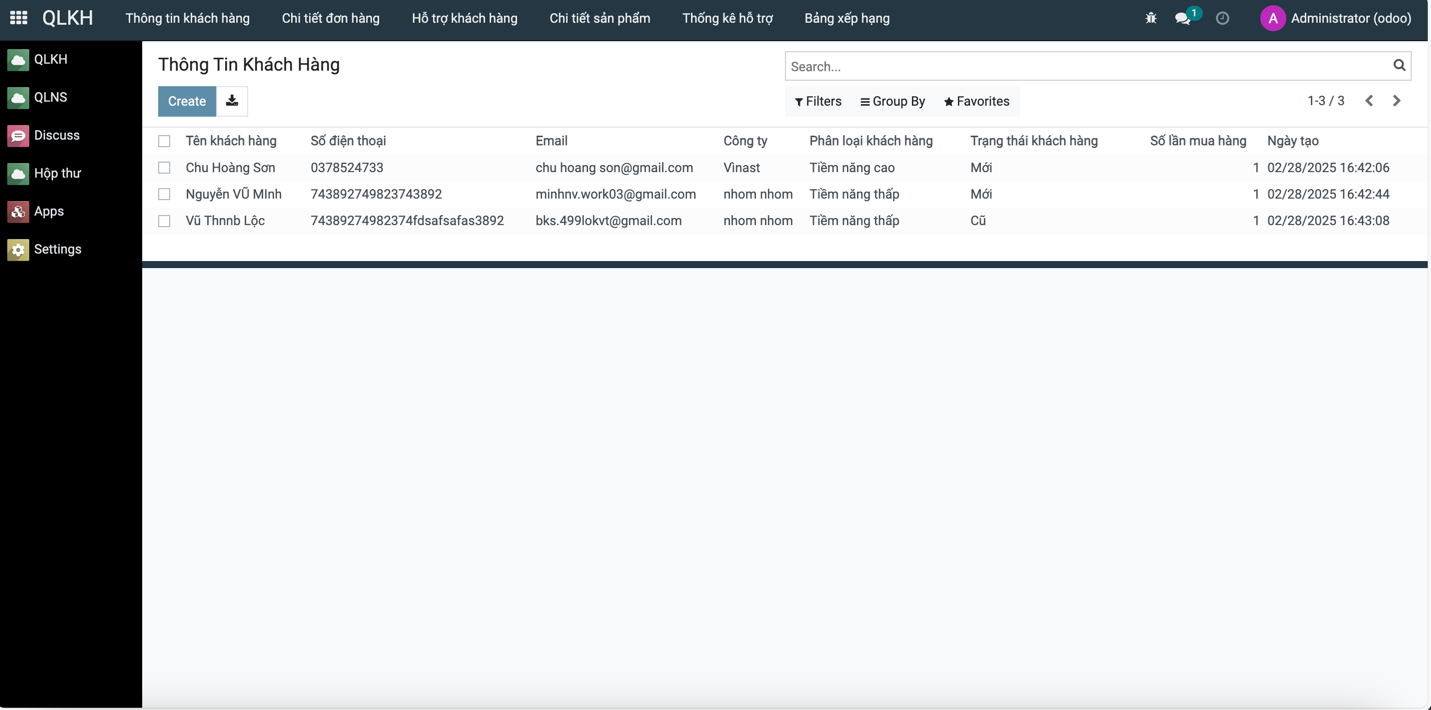 QLKH Thông tin khách hàng Chi tiết đơn hàng Hỗ trợ khách hàng Chi tiết sản phẩm Thống kê hỗ trợ Bảng xếp hạng 1 A Administrator (odoo)
QLKH
QLNS
Discuss
Hộp thư
Apps
Settings
Thông Tin Khách Hàng
Search...
Create
Filters Group By Favorites 1-3 / 3
Tên khách hàng Số điện thoại Email Công ty Phân loại khách hàng Trạng thái khách hàng Số lần mua hàng Ngày tạo
Chu Hoàng Sơn 0378524733 chu hoang son@gmail.com Vìnast Tiềm năng cao Mới 1 02/28/2025 16:42:06
Nguyễn VŨ MInh 743892749823743892 minhnv.work03@gmail.com nhom nhom Tiềm năng thấp Mới 1 02/28/2025 16:42:44
Vũ Thnnb Lộc 74389274982374fdsafsafas3892 bks.499lokvt@gmail.com nhom nhom Tiềm năng thấp Cũ 1 02/28/2025 16:43:08